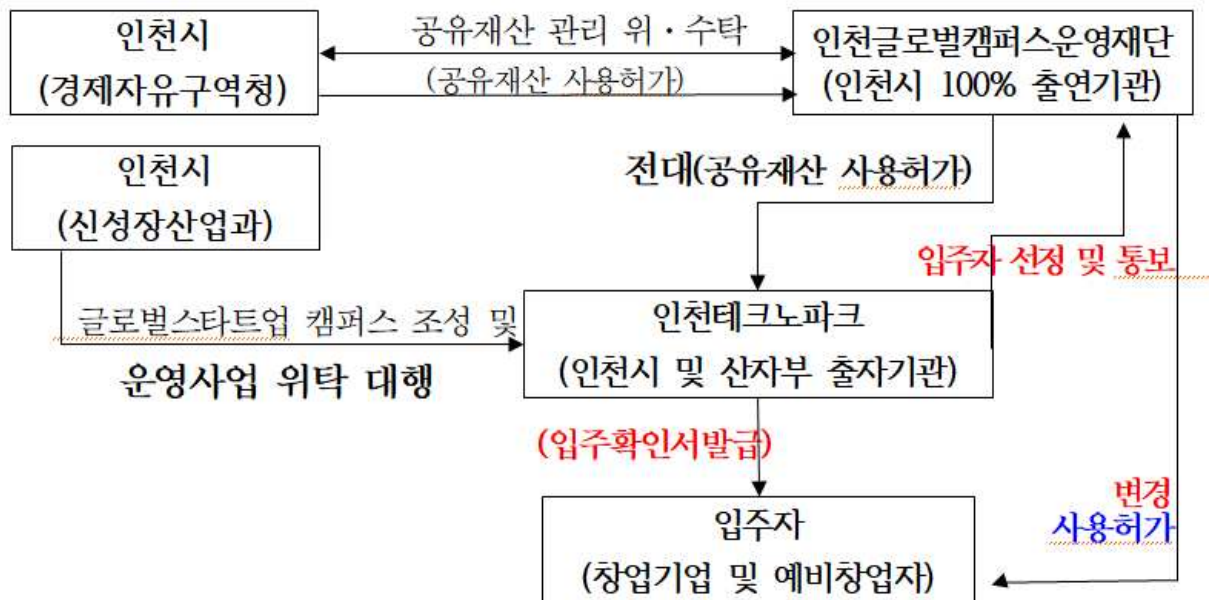 인천시
(경제자유구역청)
공유재산 관리 위·수탁
(공유재산 사용허가)
인천글로벌캠퍼스운영재단
(인천시 100% 출연기관)
인천시
(신성장산업과)
전대(공유재산 사용허가)
입주자 선정 및 통보
글로벌스타트업 캠퍼스 조성 및
운영사업 위탁 대행
인천테크노파크
(인천시 및 산자부 출자기관)
(입주확인서발급)
변경
사용허가
입주자
(창업기업 및 예비창업자)